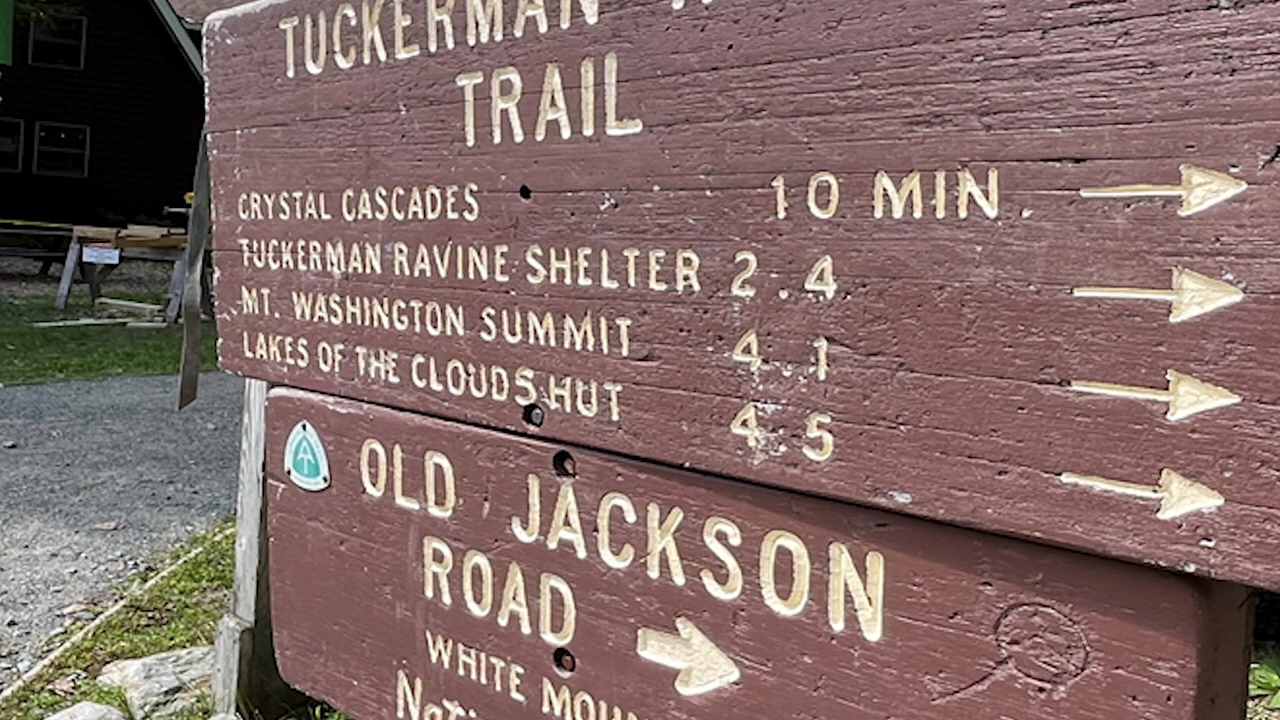 TUCKERMAN
TRAIL
CRYSTAL CASCADES 10 MIN
TUCKERMAN RAVINE SHELTER 2.4
MT. WASHINGTON SUMMIT 4.1
LAKES OF THE CLOUDS HUT 4.5
OLD JACKSON
ROAD
WHITE